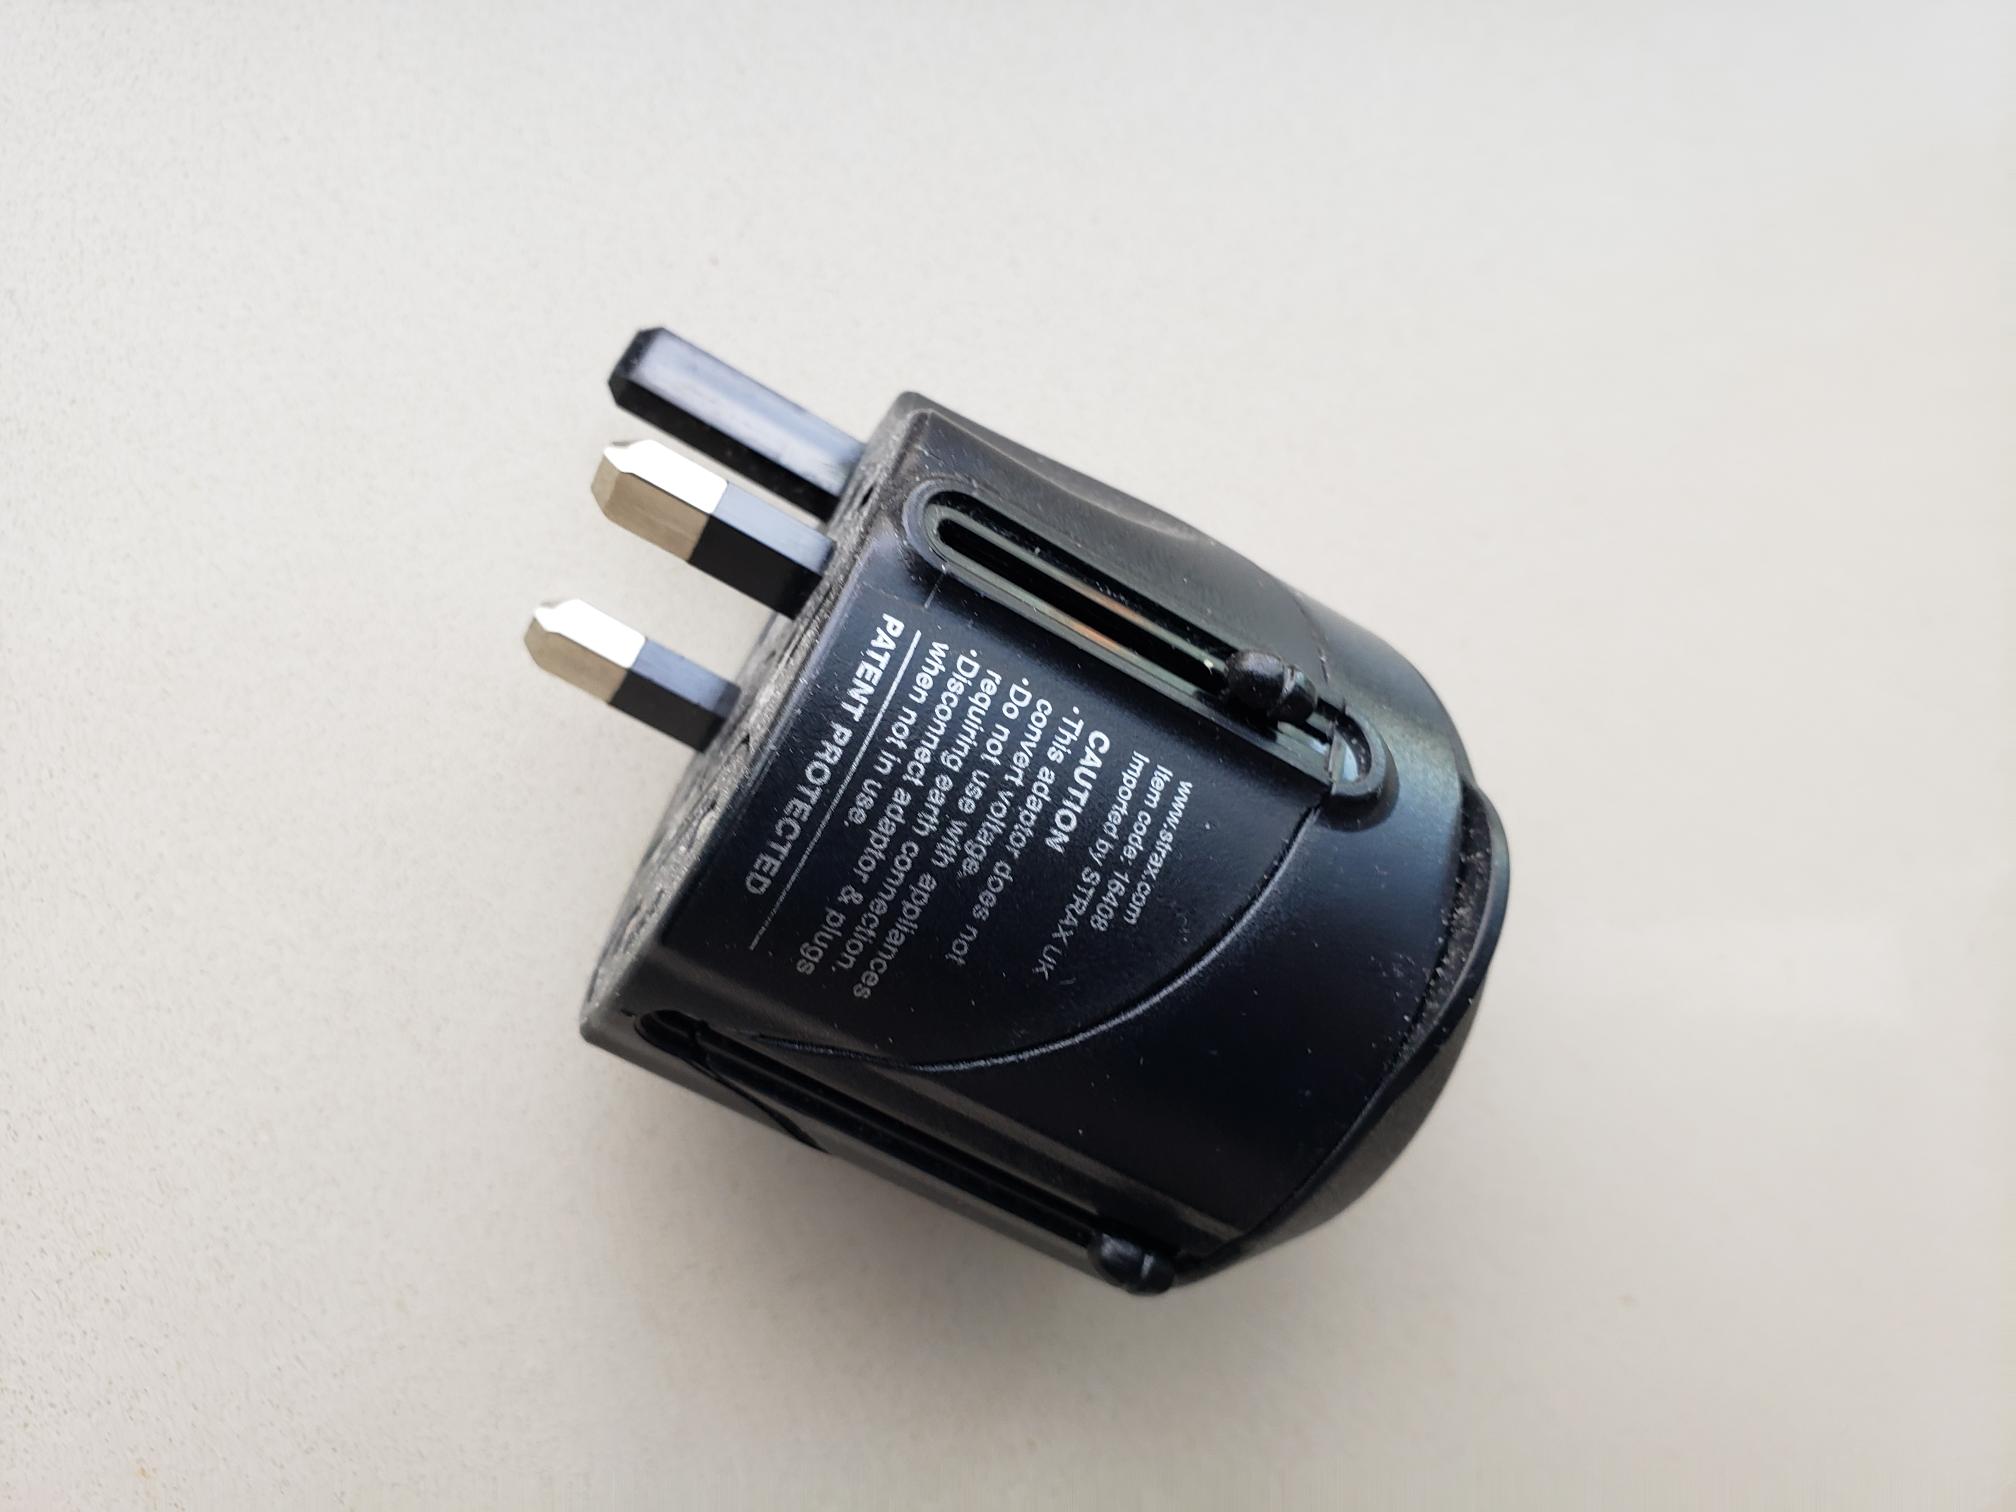 www.strax.com
Item code: 16408
Imported by STRAX UK
CAUTION
•This adaptor does not
convert voltage.
•Do not use with appliances
requiring earth connection.
•Disconnect adaptor & plugs
when not in use.
PATENT PROTECTED